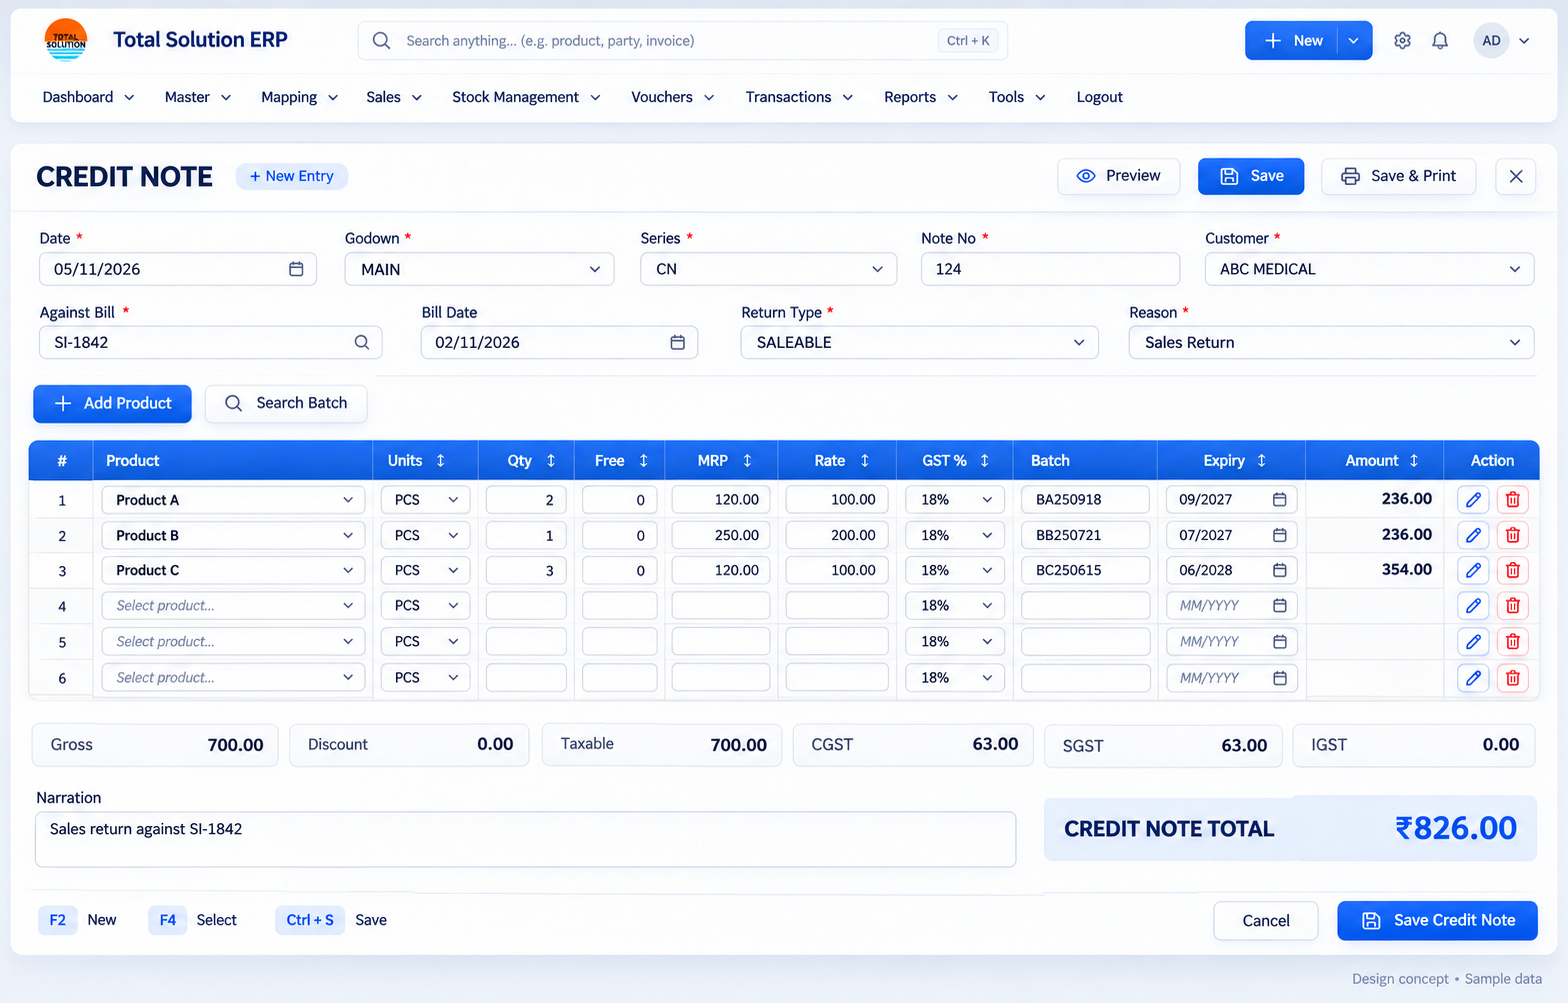 TOTAL
SOLUTION
Total Solution ERP
Search anything... (e.g. product, party, invoice)
Ctrl + K
+ New
AD
Dashboard Master Mapping Sales Stock Management Vouchers Transactions Reports Tools Logout
CREDIT NOTE
+ New Entry
Preview
Save
Save & Print
Date * Godown * Series * Note No * Customer *
05/11/2026 MAIN CN 124 ABC MEDICAL
Against Bill * Bill Date Return Type * Reason *
SI-1842 02/11/2026 SALEABLE Sales Return
+ Add Product Search Batch
# Product Units Qty Free MRP Rate GST % Batch Expiry Amount Action
1 Product A PCS 2 0 120.00 100.00 18% BA250918 09/2027 236.00
2 Product B PCS 1 0 250.00 200.00 18% BB250721 07/2027 236.00
3 Product C PCS 3 0 120.00 100.00 18% BC250615 06/2028 354.00
4 Select product... PCS 18% MM/YYYY
5 Select product... PCS 18% MM/YYYY
6 Select product... PCS 18% MM/YYYY
Gross 700.00 Discount 0.00 Taxable 700.00 CGST 63.00 SGST 63.00 IGST 0.00
Narration
Sales return against SI-1842
CREDIT NOTE TOTAL ₹826.00
F2 New F4 Select Ctrl + S Save
Cancel
Save Credit Note
Design concept • Sample data